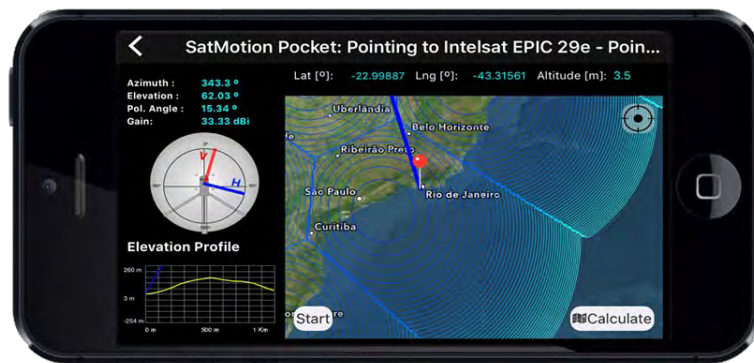 SatMotion Pocket: Pointing to Intelsat EPIC 29e - Poin...
Azimuth : 343.3 º
Elevation : 62.03 º
Pol. Angle : 15.34 º
Gain: 33.33 dBi
Lat [º]: -22.99887 Lng [º]: -43.31561 Altitude [m]: 3.5
0°
V
H
Elevation Profile
260 m
3 m
-254 m
0 m 500 m 1 Km
Uberlândia
Belo Horizonte
Ribeirão Preto
São Paulo
Rio de Janeiro
Curitiba
Start
Calculate